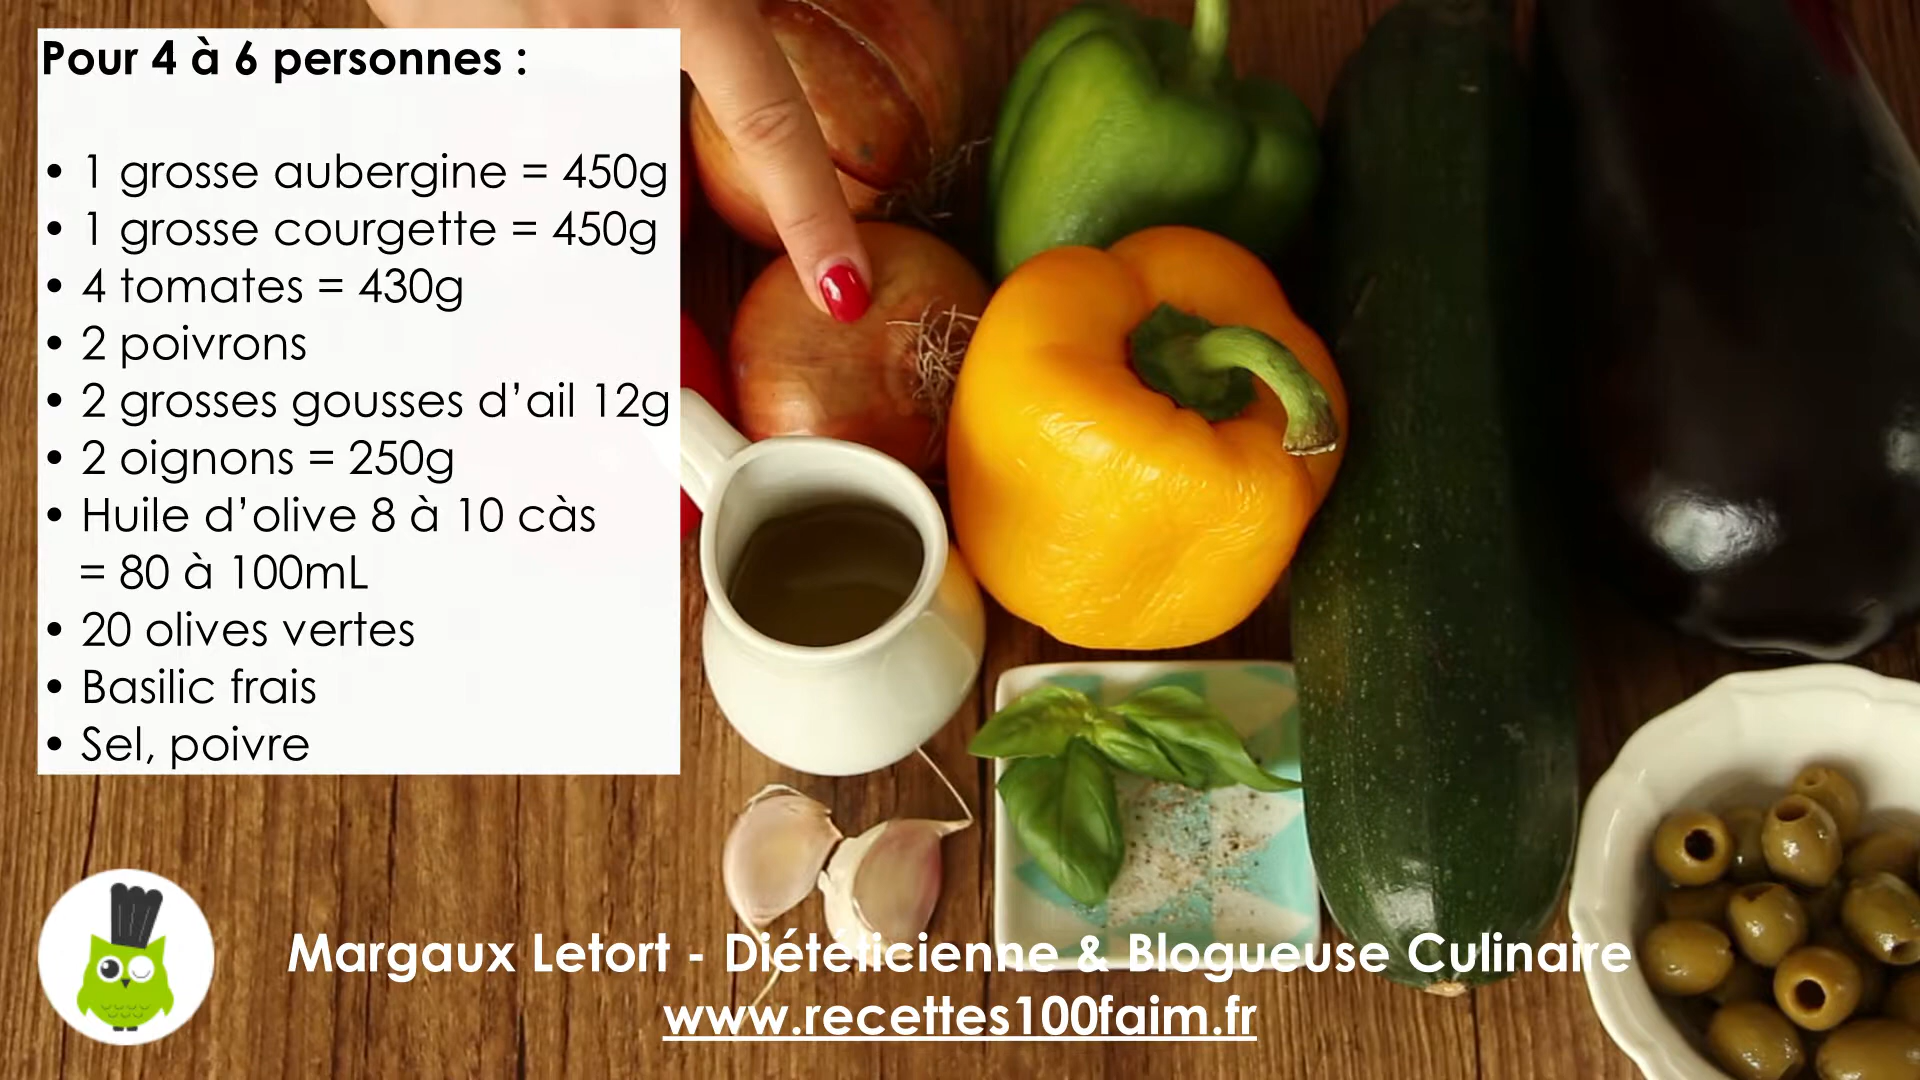 Pour 4 à 6 personnes :
• 1 grosse aubergine = 450g
• 1 grosse courgette = 450g
• 4 tomates = 430g
• 2 poivrons
• 2 grosses gousses d’ail 12g
• 2 oignons = 250g
• Huile d’olive 8 à 10 càs
= 80 à 100mL
• 20 olives vertes
• Basilic frais
• Sel, poivre
Margaux Letort - Diététicienne & Blogueuse Culinaire
www.recettes100faim.fr